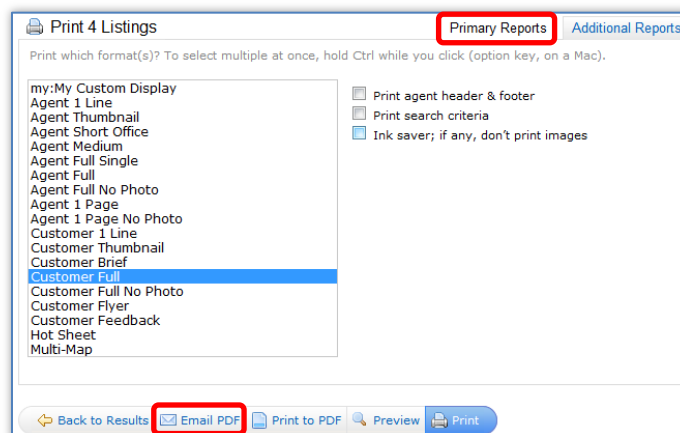 Print 4 Listings
Primary Reports
Additional Reports
Print which format(s)? To select multiple at once, hold Ctrl while you click (option key, on a Mac).
my:My Custom Display
Agent 1 Line
Agent Thumbnail
Agent Short Office
Agent Medium
Agent Full Single
Agent Full
Agent Full No Photo
Agent 1 Page
Agent 1 Page No Photo
Customer 1 Line
Customer Thumbnail
Customer Brief
Customer Full
Customer Full No Photo
Customer Flyer
Customer Feedback
Hot Sheet
Multi-Map
Print agent header & footer
Print search criteria
Ink saver; if any, don't print images
Back to Results
Email PDF
Print to PDF
Preview
Print